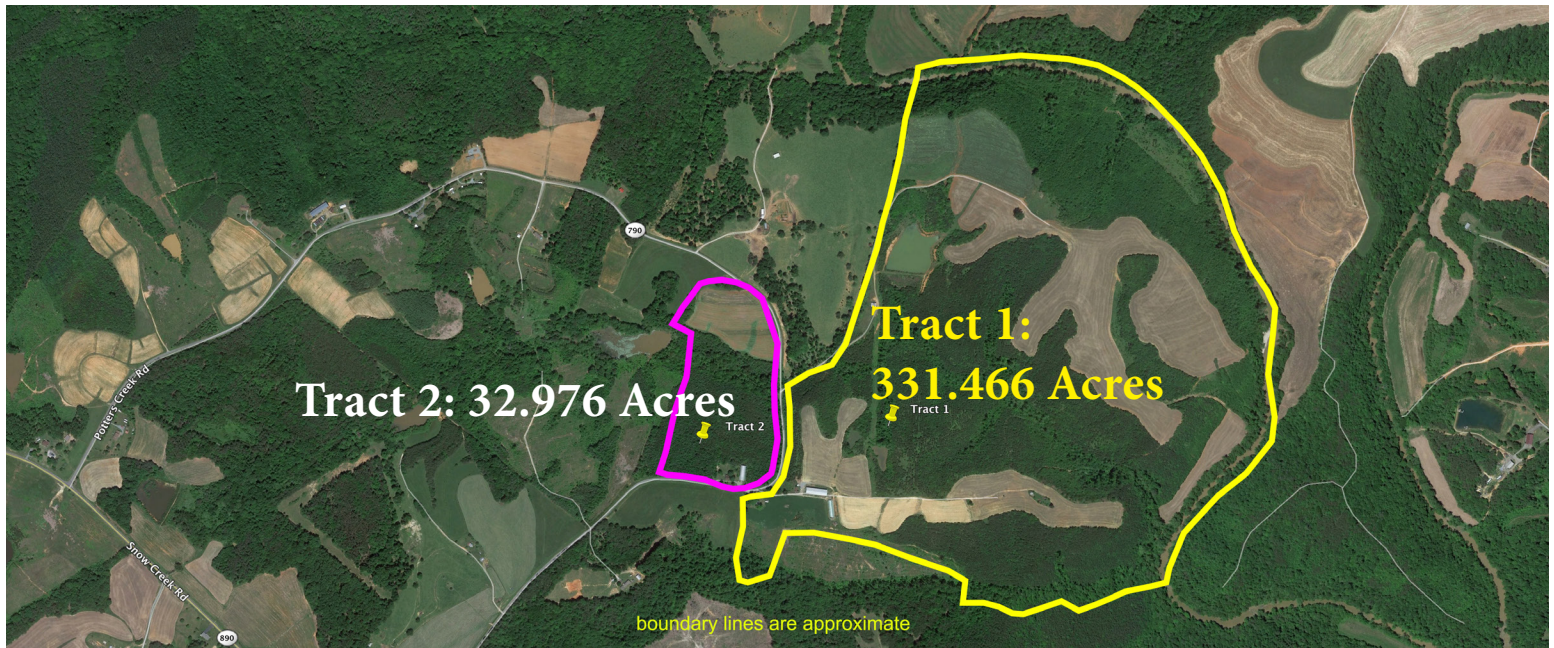 790
Tract 1:
331.466 Acres
Tract 2: 32.976 Acres
Tract 1
Tract 2
Potters Creek Rd
Snow Creek Rd
890
boundary lines are approximate